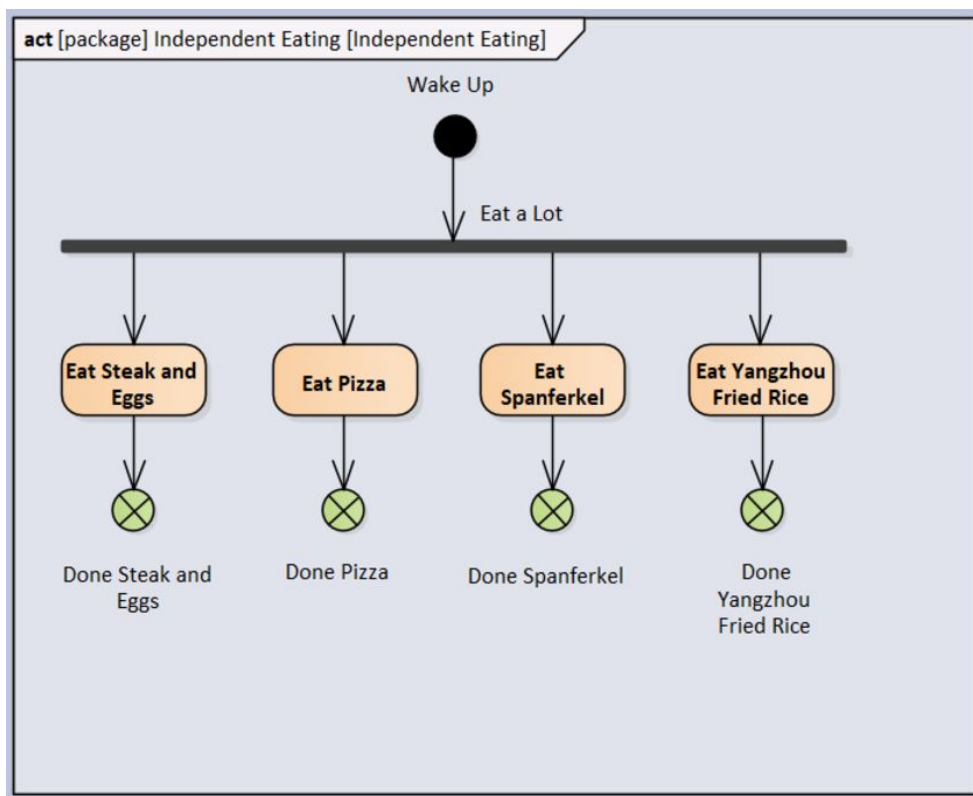 act [package] Independent Eating [Independent Eating]
Wake Up
Eat a Lot
Eat Steak and
Eggs
Eat Pizza
Eat
Spanferkel
Eat Yangzhou
Fried Rice
Done Steak and
Eggs
Done Pizza
Done Spanferkel
Done
Yangzhou
Fried Rice